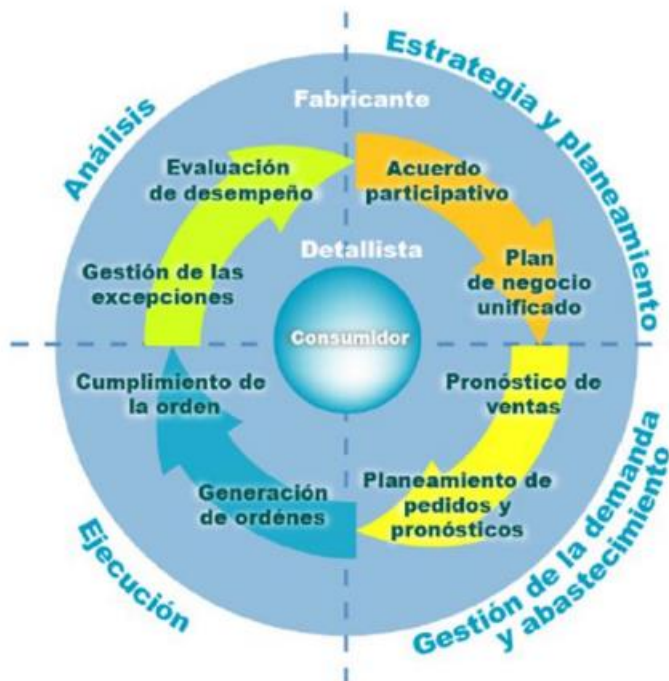 Estrategia y planeamiento
Fabricante
Análisis
Evaluación
de desempeño
Acuerdo
participativo
Detallista
Gestión de las
excepciones
Plan
de negocio
unificado
Consumidor
Cumplimiento de
la orden
Pronóstico de
ventas
Generación
de ordénes
Planeamiento de
pedidos y
pronósticos
Ejecución
Gestión de la demanda
y abastecimiento